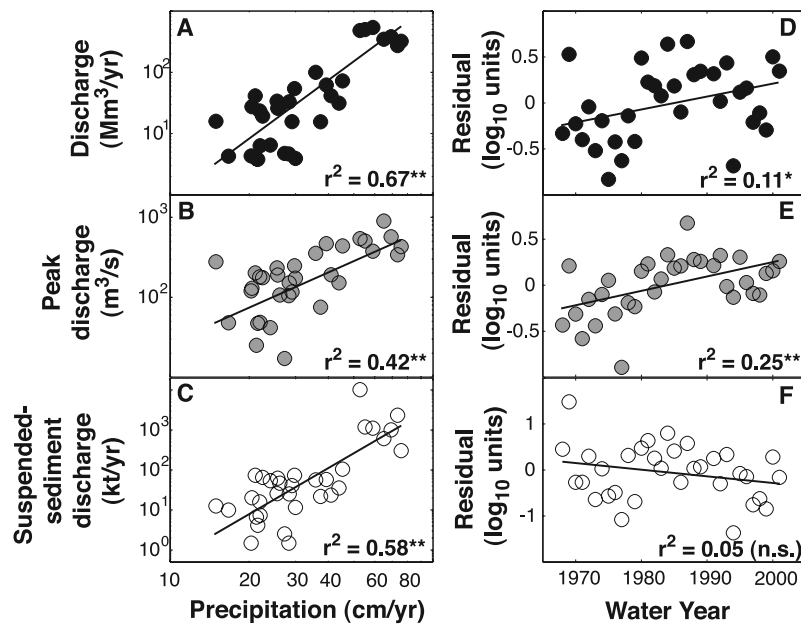 A
Discharge
(Mm³/yr)
10²
10¹
r² = 0.67**
B
Peak
discharge
(m³/s)
10³
10²
r² = 0.42**
C
Suspended-
sediment
discharge
(kt/yr)
10³
10²
10¹
10⁰
r² = 0.58**
10 20 30 40 60 80
Precipitation (cm/yr)
D
Residual
(log₁₀ units)
0.5
0
-0.5
r² = 0.11*
E
Residual
(log₁₀ units)
0.5
0
-0.5
r² = 0.25**
F
Residual
(log₁₀ units)
1
0
-1
r² = 0.05 (n.s.)
1970 1980 1990 2000
Water Year